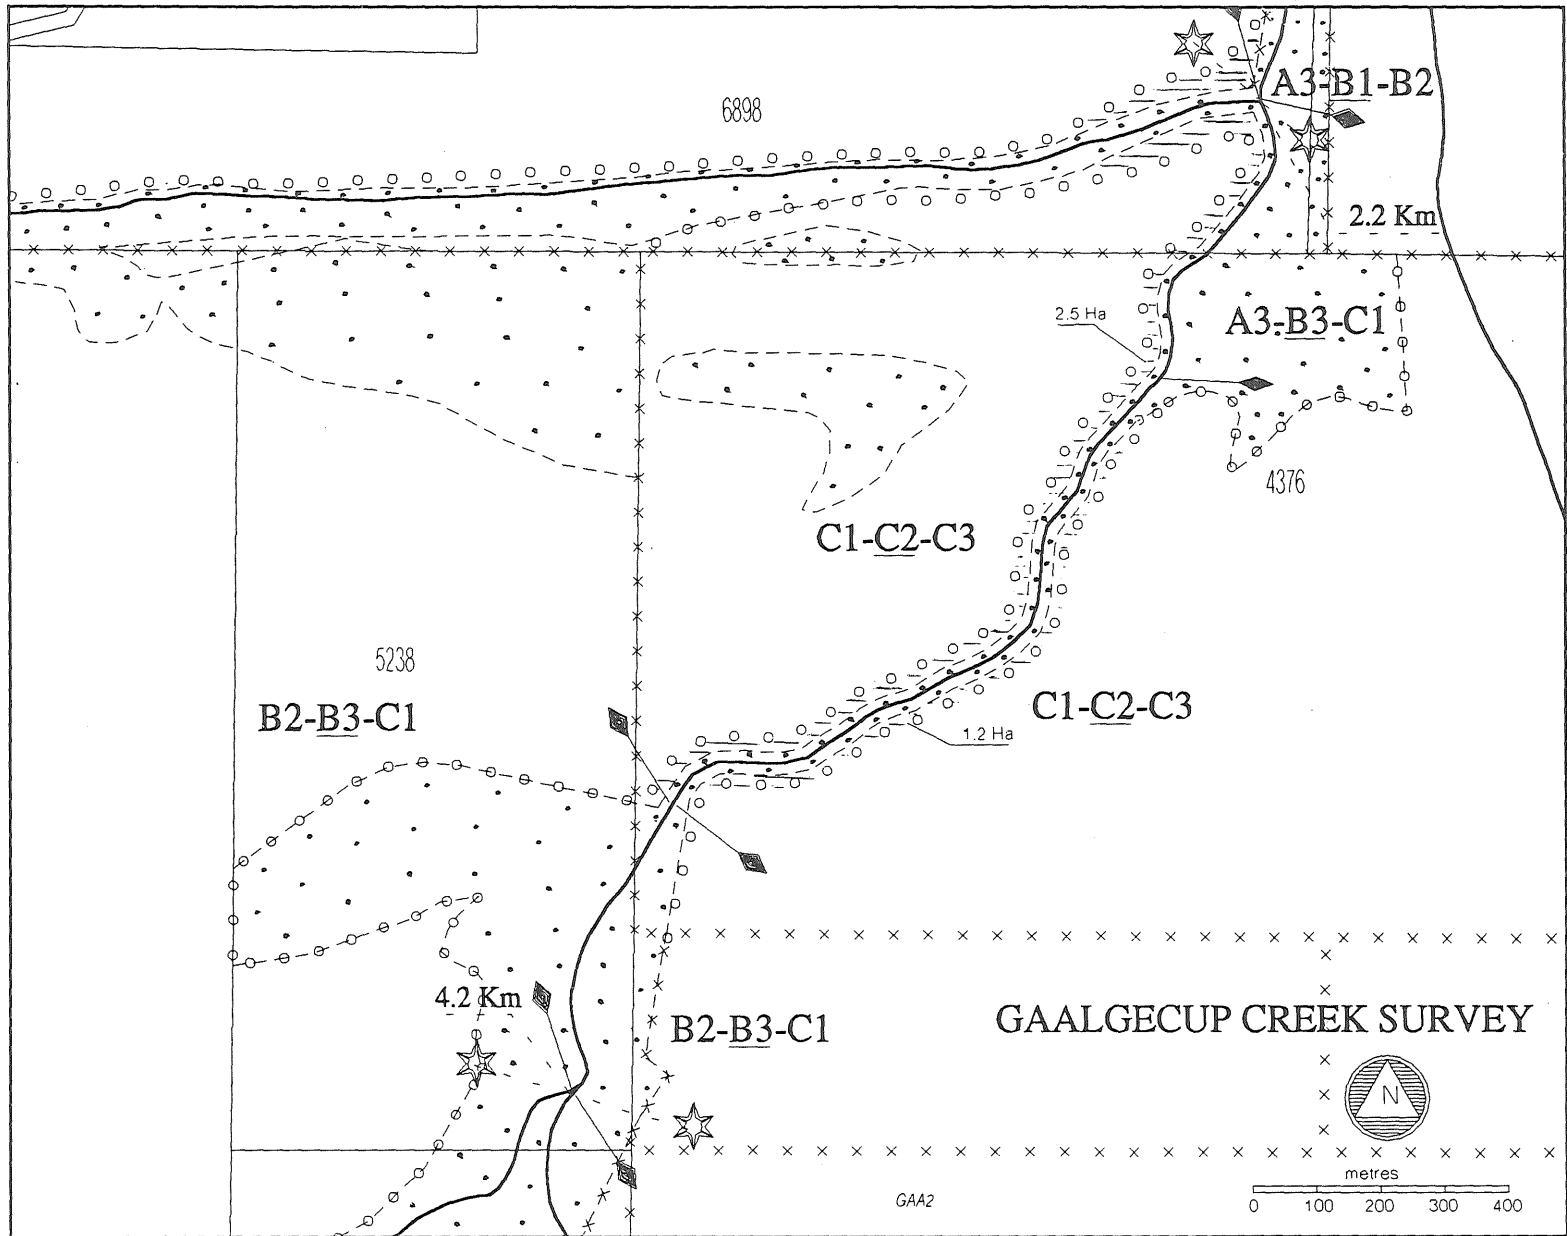 6898
A3-B1-B2
2.2 Km
2.5 Ha
A3-B3-C1
4376
C1-C2-C3
5238
B2-B3-C1
C1-C2-C3
1.2 Ha
4.2 Km
B2-B3-C1
GAALGECUP CREEK SURVEY
N
metres
0 100 200 300 400
GAA2